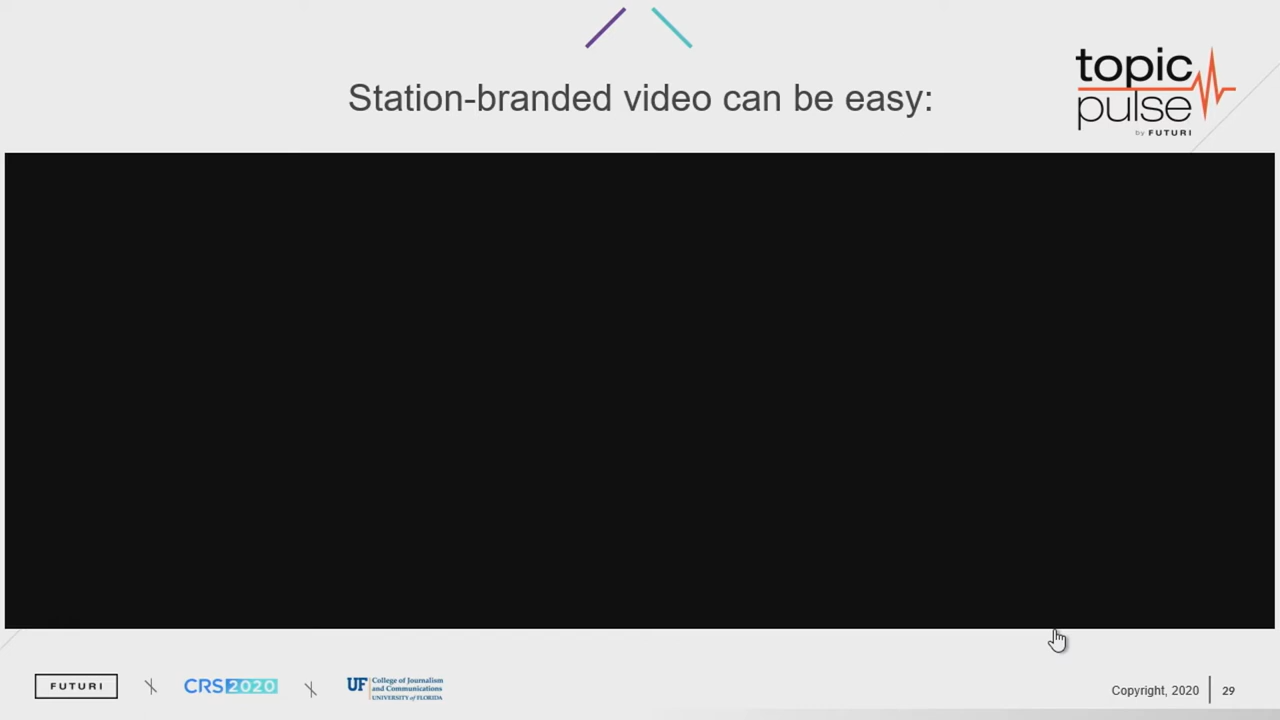 Station-branded video can be easy:
topic
pulse
by FUTURI
FUTURI
CRS2020
UF College of Journalism
and Communications
UNIVERSITY of FLORIDA
Copyright, 2020
29